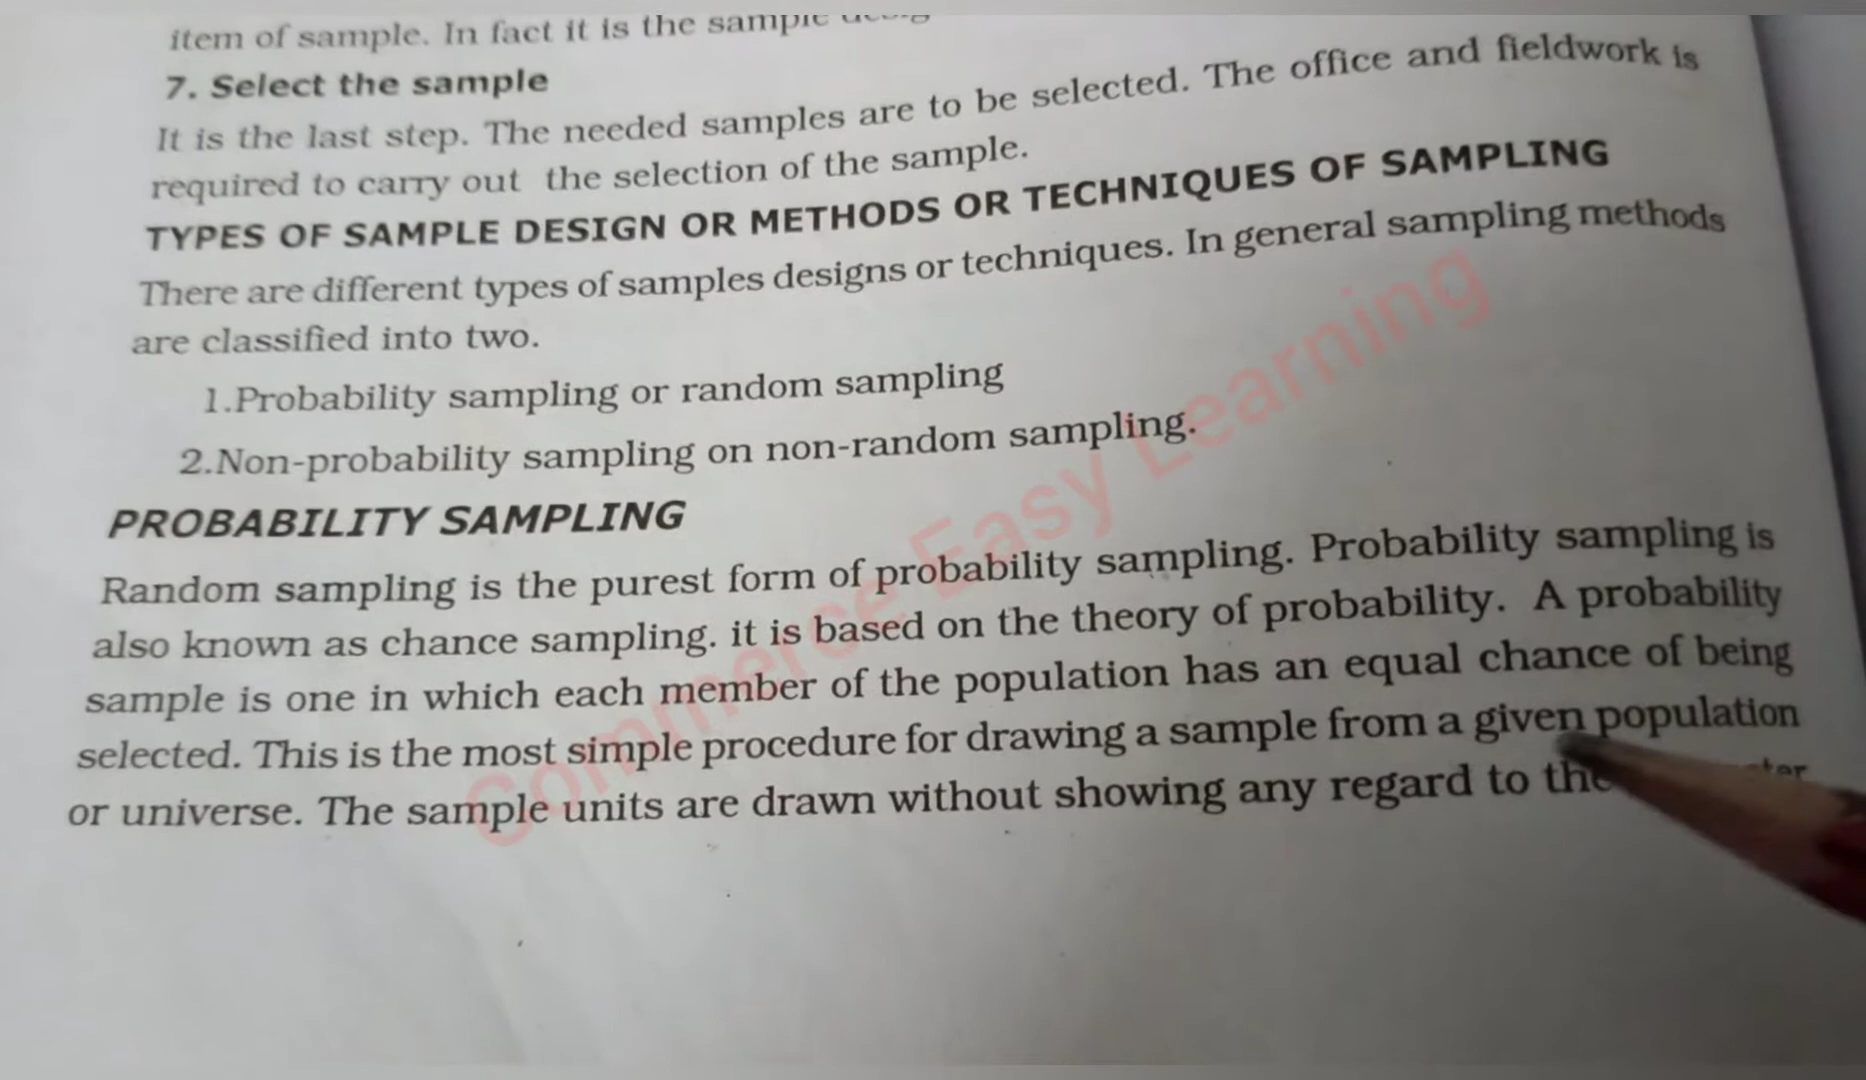 item of sample. In fact it is the sample
7. Select the sample
It is the last step. The needed samples are to be selected. The office and fieldwork is
required to carry out the selection of the sample.
TYPES OF SAMPLE DESIGN OR METHODS OR TECHNIQUES OF SAMPLING
There are different types of samples designs or techniques. In general sampling methods
are classified into two.
1.Probability sampling or random sampling
2.Non-probability sampling on non-random sampling.
PROBABILITY SAMPLING
Random sampling is the purest form of probability sampling. Probability sampling is
also known as chance sampling. it is based on the theory of probability. A probability
sample is one in which each member of the population has an equal chance of being
selected. This is the most simple procedure for drawing a sample from a given population
or universe. The sample units are drawn without showing any regard to the
Commerce Easy Learning